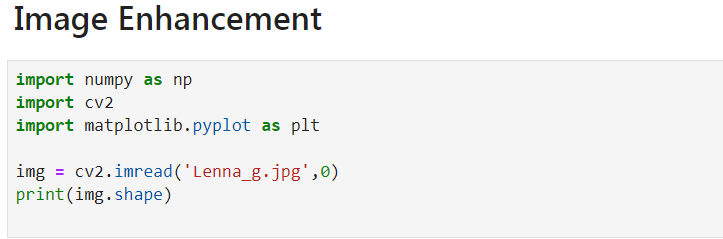 Image Enhancement
import numpy as np
import cv2
import matplotlib.pyplot as plt
img = cv2.imread('Lenna_g.jpg',0)
print(img.shape)